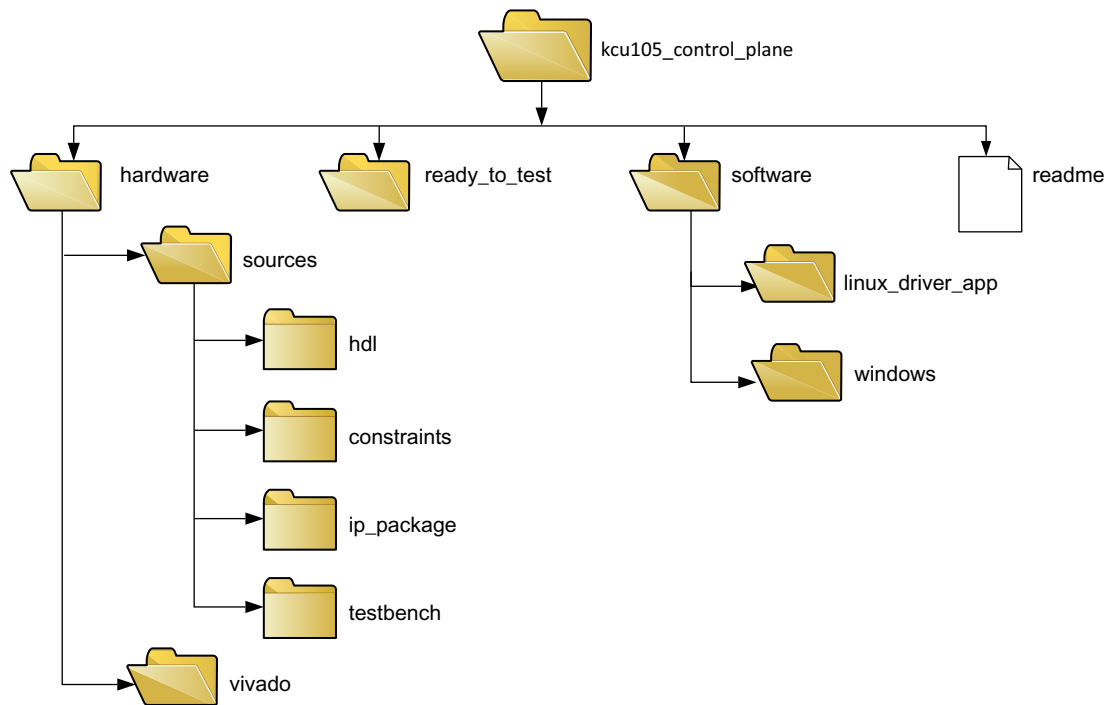 kcu105_control_plane
hardware
ready_to_test
software
readme
sources
linux_driver_app
hdl
windows
constraints
ip_package
testbench
vivado